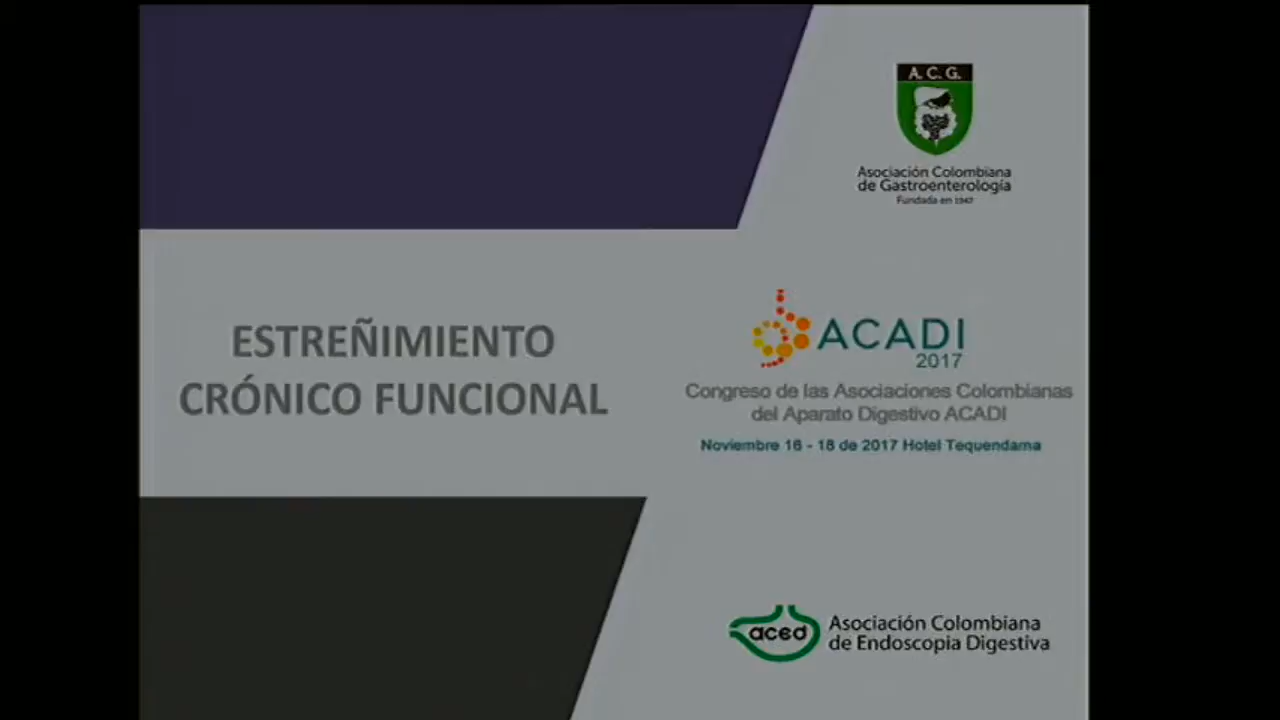 A. C. G.
Asociación Colombiana
de Gastroenterología
Fundada en 1947
ESTREÑIMIENTO
CRÓNICO FUNCIONAL
ACADI
2017
Congreso de las Asociaciones Colombianas
del Aparato Digestivo ACADI
Noviembre 16 - 18 de 2017 Hotel Tequendama
aced
Asociación Colombiana
de Endoscopia Digestiva